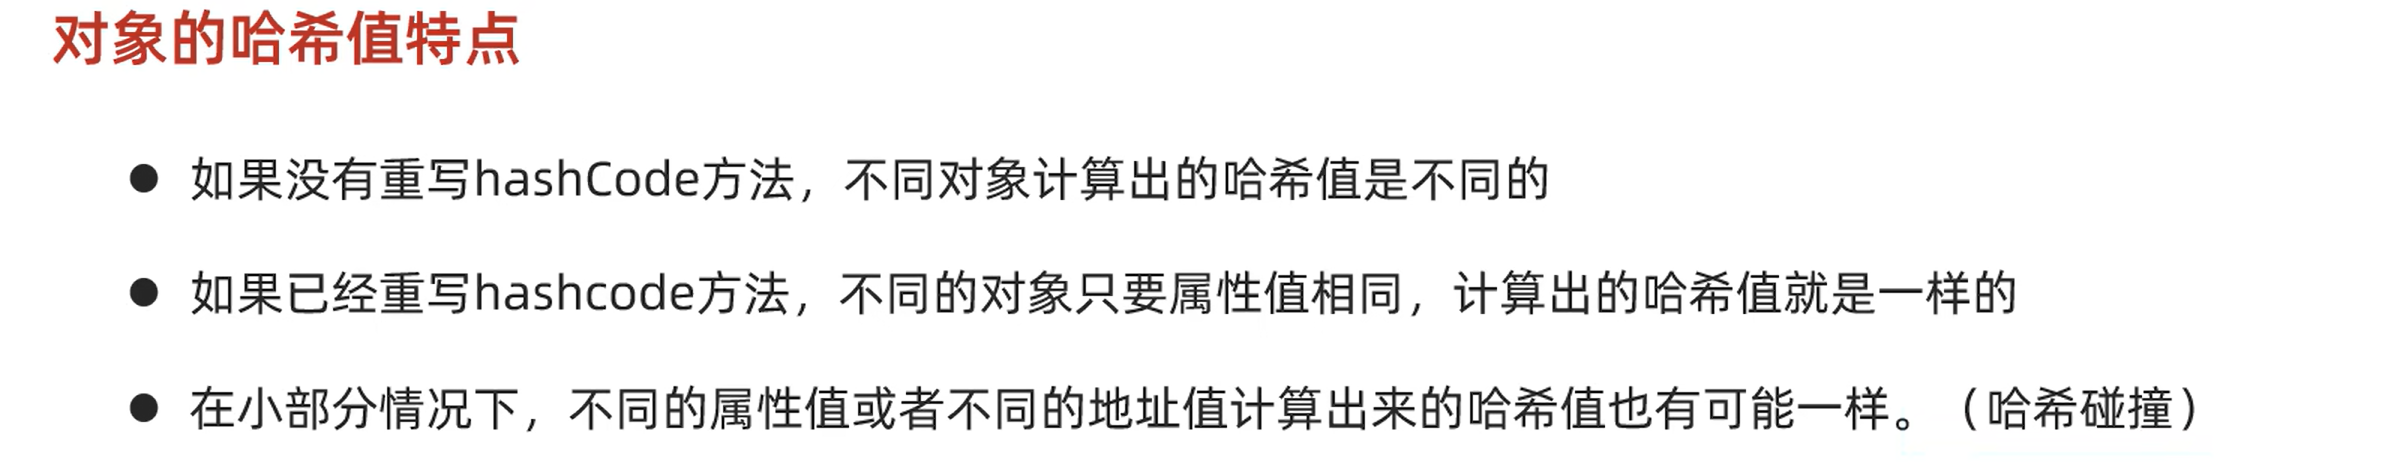 对象的哈希值特点
● 如果没有重写hashCode方法，不同对象计算出的哈希值是不同的
● 如果已经重写hashcode方法，不同的对象只要属性值相同，计算出的哈希值就是一样的
● 在小部分情况下，不同的属性值或者不同的地址值计算出来的哈希值也有可能一样。（哈希碰撞）